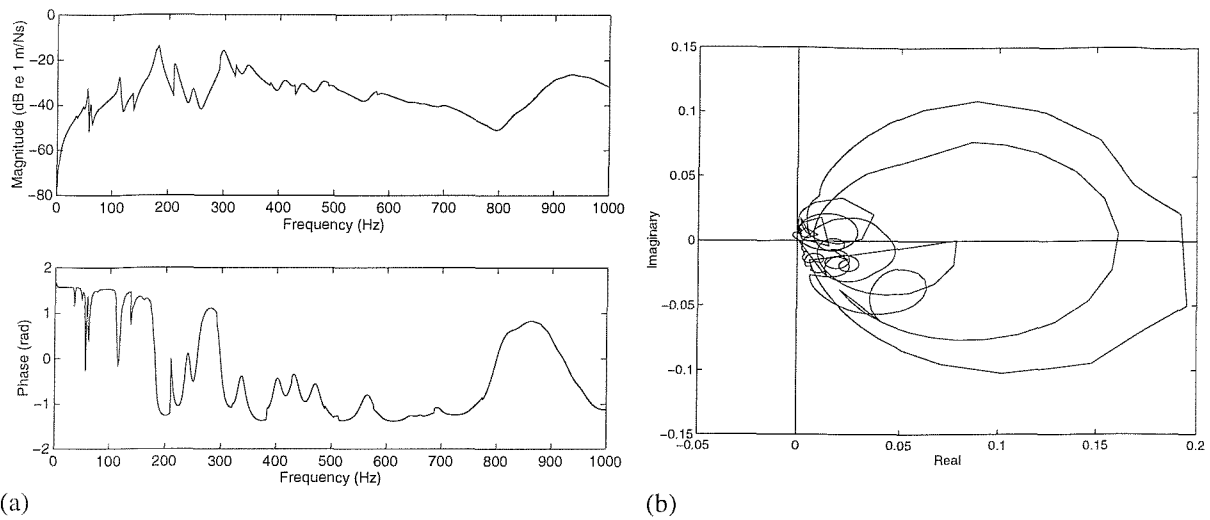 0
−20
−40
−60
−80
Magnitude (dB re 1 m/Ns)
0 100 200 300 400 500 600 700 800 900 1000
Frequency (Hz)
2
1
0
−1
−2
Phase (rad)
0 100 200 300 400 500 600 700 800 900 1000
Frequency (Hz)
(a)
0.15
0.1
0.05
0
−0.05
−0.1
−0.15
Imaginary
−0.05 0 0.05 0.1 0.15 0.2
Real
(b)